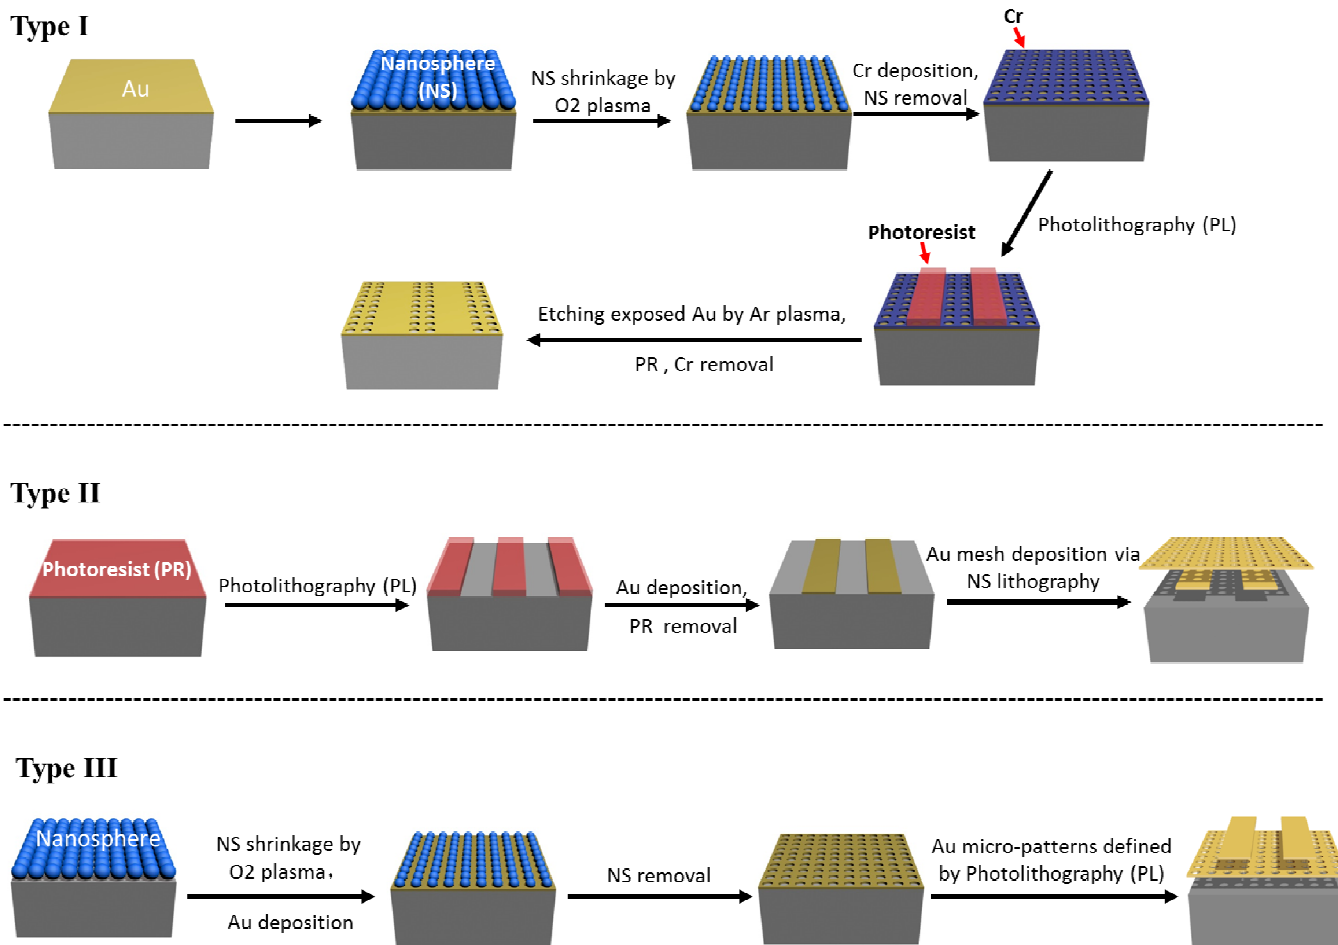 Type I
Au
Nanosphere
(NS)
NS shrinkage by
O2 plasma
Cr deposition,
NS removal
Cr
Photolithography (PL)
Photoresist
Etching exposed Au by Ar plasma,
PR , Cr removal
Type II
Photoresist (PR)
Photolithography (PL)
Au deposition,
PR removal
Au mesh deposition via
NS lithography
Type III
Nanosphere
NS shrinkage by
O2 plasma,
Au deposition
NS removal
Au micro-patterns defined
by Photolithography (PL)